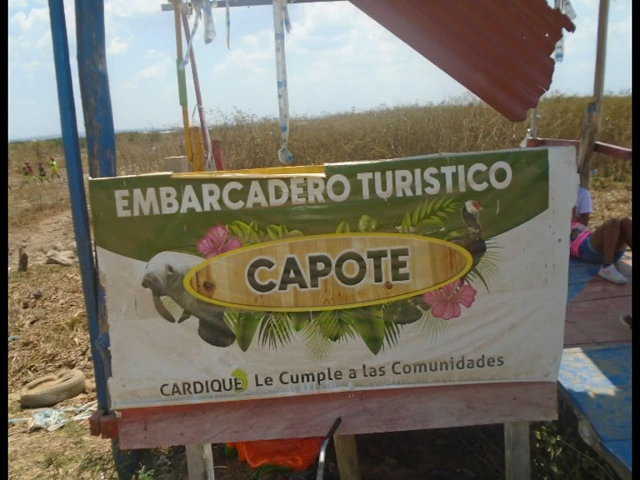 EMBARCADERO TURISTICO
CAPOTE
CARDIQUE Le Cumple a las Comunidades